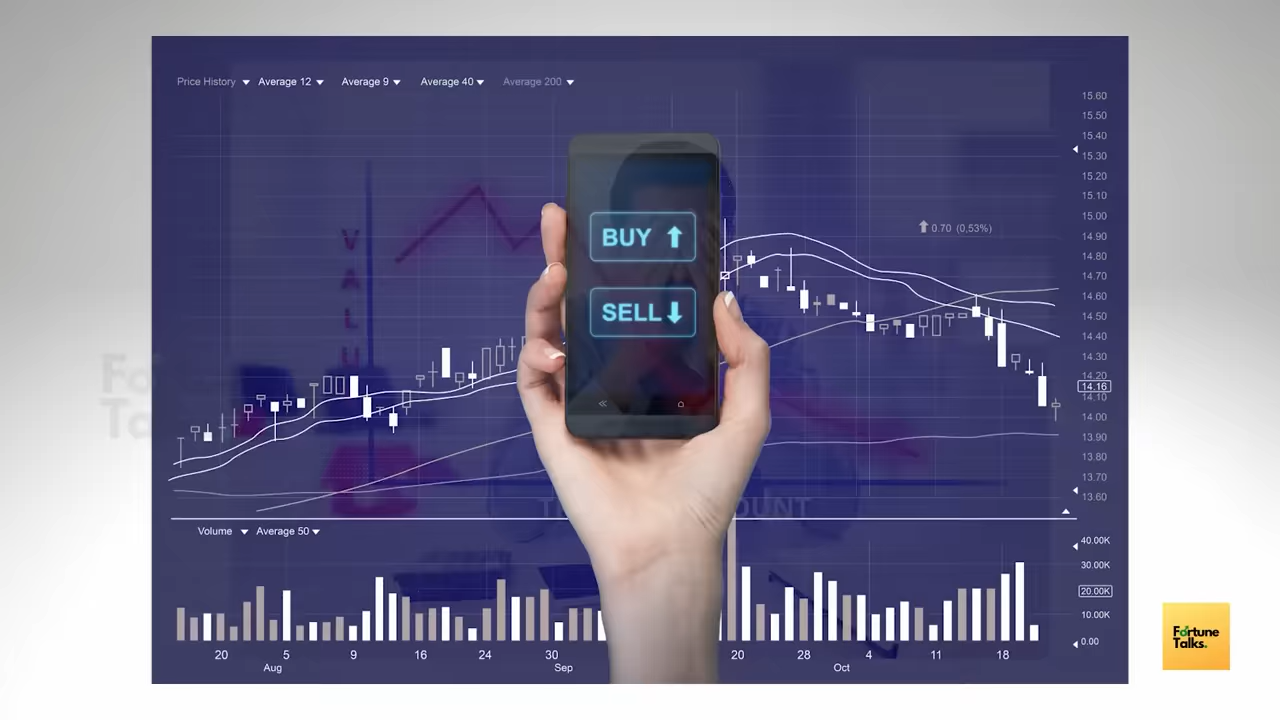 Price History Average 12 Average 9 Average 40 Average 200
15.60
15.50
15.40
15.30
15.20
15.10
15.00
14.90
14.80
14.70
14.60
14.50
14.40
14.30
14.20
14.16
14.10
14.00
13.90
13.80
13.70
13.60
0.70 (0,53%)
BUY
SELL
VALU
OUNT
Volume Average 50
40.00K
30.00K
20.00K
10.00K
0.00
20 5 9 16 24 30 20 28 4 11 18
Aug Sep Oct
Fortune
Talks.